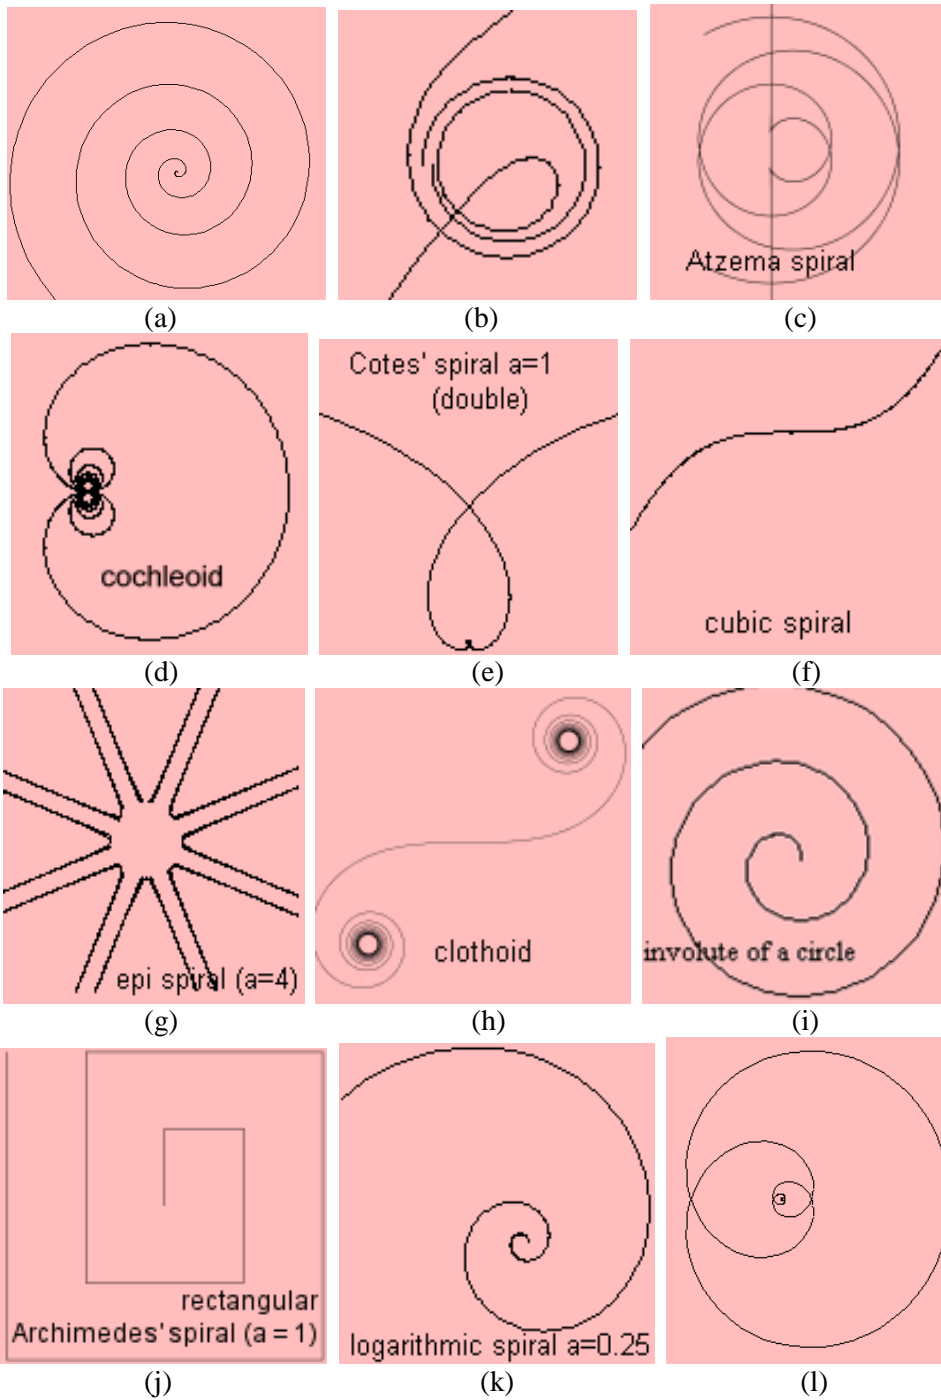 Atzema spiral
(a)
(b)
(c)
cochleoid
Cotes' spiral a=1
(double)
cubic spiral
(d)
(e)
(f)
epi spiral (a=4)
clothoid
involute of a circle
(g)
(h)
(i)
rectangular
Archimedes' spiral (a = 1)
logarithmic spiral a=0.25
(j)
(k)
(l)